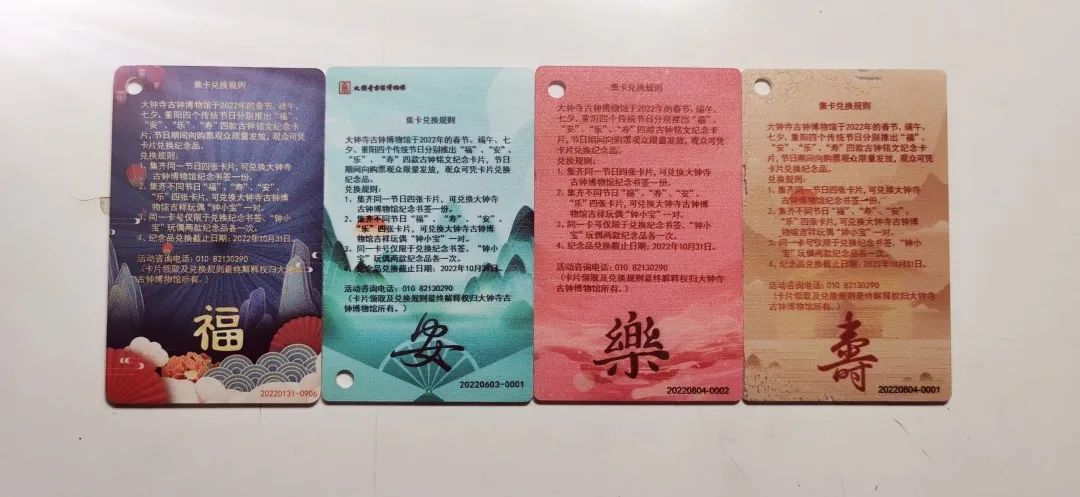 集卡兑换规则
大钟寺古钟博物馆于2022年的春节、端午、
七夕、重阳四个传统节日分别推出“福”、
“安”、“乐”、“寿”四款古钟铭文纪念卡
片,节日期间向购票观众限量发放,观众可凭
卡片兑换纪念品。
兑换规则:
1、集齐同一节日四张卡片,可兑换大钟寺
古钟博物馆纪念书签一份。
2、集齐不同节日“福”、“寿”、“安”、
“乐”四张卡片,可兑换大钟寺古钟博
物馆吉祥玩偶“钟小宝”一对。
3、同一卡号仅限于兑换纪念书签、“钟小
宝”玩偶两款纪念品各一次。
4、纪念品兑换截止日期:2022年10月31日。
活动咨询电话:010 82130290
(卡片领取及兑换规则最终解释权归大钟寺
古钟博物馆所有。)
福
20220131-0906
大钟寺古钟博物馆
集卡兑换规则
大钟寺古钟博物馆于2022年的春节、端午、七
夕、重阳四个传统节日分别推出“福”、“安”、
“乐”、“寿”四款古钟铭文纪念卡片,节日
期间向购票观众限量发放,观众可凭卡片兑换
纪念品。
兑换规则:
1、集齐同一节日四张卡片,可兑换大钟寺
古钟博物馆纪念书签一份。
2、集齐不同节日“福”、“寿”、“安”、
“乐”四张卡片,可兑换大钟寺古钟博
物馆吉祥玩偶“钟小宝”一对。
3、同一卡号仅限于兑换纪念书签、“钟小
宝”玩偶两款纪念品各一次。
4、纪念品兑换截止日期:2022年10月31日。
活动咨询电话:010 82130290
(卡片领取及兑换规则最终解释权归大钟寺古
钟博物馆所有。)
安
20220603-0001
集卡兑换规则
大钟寺古钟博物馆于2022年的春节、端午、
七夕、重阳四个传统节日分别推出“福”、
“安”、“乐”、“寿”四款古钟铭文纪念卡
片,节日期间向购票观众限量发放,观众可凭
卡片兑换纪念品。
兑换规则:
1、集齐同一节日四张卡片,可兑换大钟寺
古钟博物馆纪念书签一份。
2、集齐不同节日“福”、“寿”、“安”、
“乐”四张卡片,可兑换大钟寺古钟博
物馆吉祥玩偶“钟小宝”一对。
3、同一卡号仅限于兑换纪念书签、“钟小
宝”玩偶两款纪念品各一次。
4、纪念品兑换截止日期:2022年10月31日。
活动咨询电话:010 82130290
(卡片领取及兑换规则最终解释权归大钟寺
古钟博物馆所有。)
樂
20220804-0002
集卡兑换规则
大钟寺古钟博物馆于2022年的春节、端午、
七夕、重阳四个传统节日分别推出“福”、
“安”、“乐”、“寿”四款古钟铭文纪念卡
片,节日期间向购票观众限量发放,观众可凭
卡片兑换纪念品。
兑换规则:
1、集齐同一节日四张卡片,可兑换大钟寺
古钟博物馆纪念书签一份。
2、集齐不同节日“福”、“寿”、“安”、
“乐”四张卡片,可兑换大钟寺古钟博
物馆吉祥玩偶“钟小宝”一对。
3、同一卡号仅限于兑换纪念书签、“钟小
宝”玩偶两款纪念品各一次。
4、纪念品兑换截止日期:2022年10月31日。
活动咨询电话:010 82130290
(卡片领取及兑换规则最终解释权归大钟寺
古钟博物馆所有。)
壽
20220804-0001